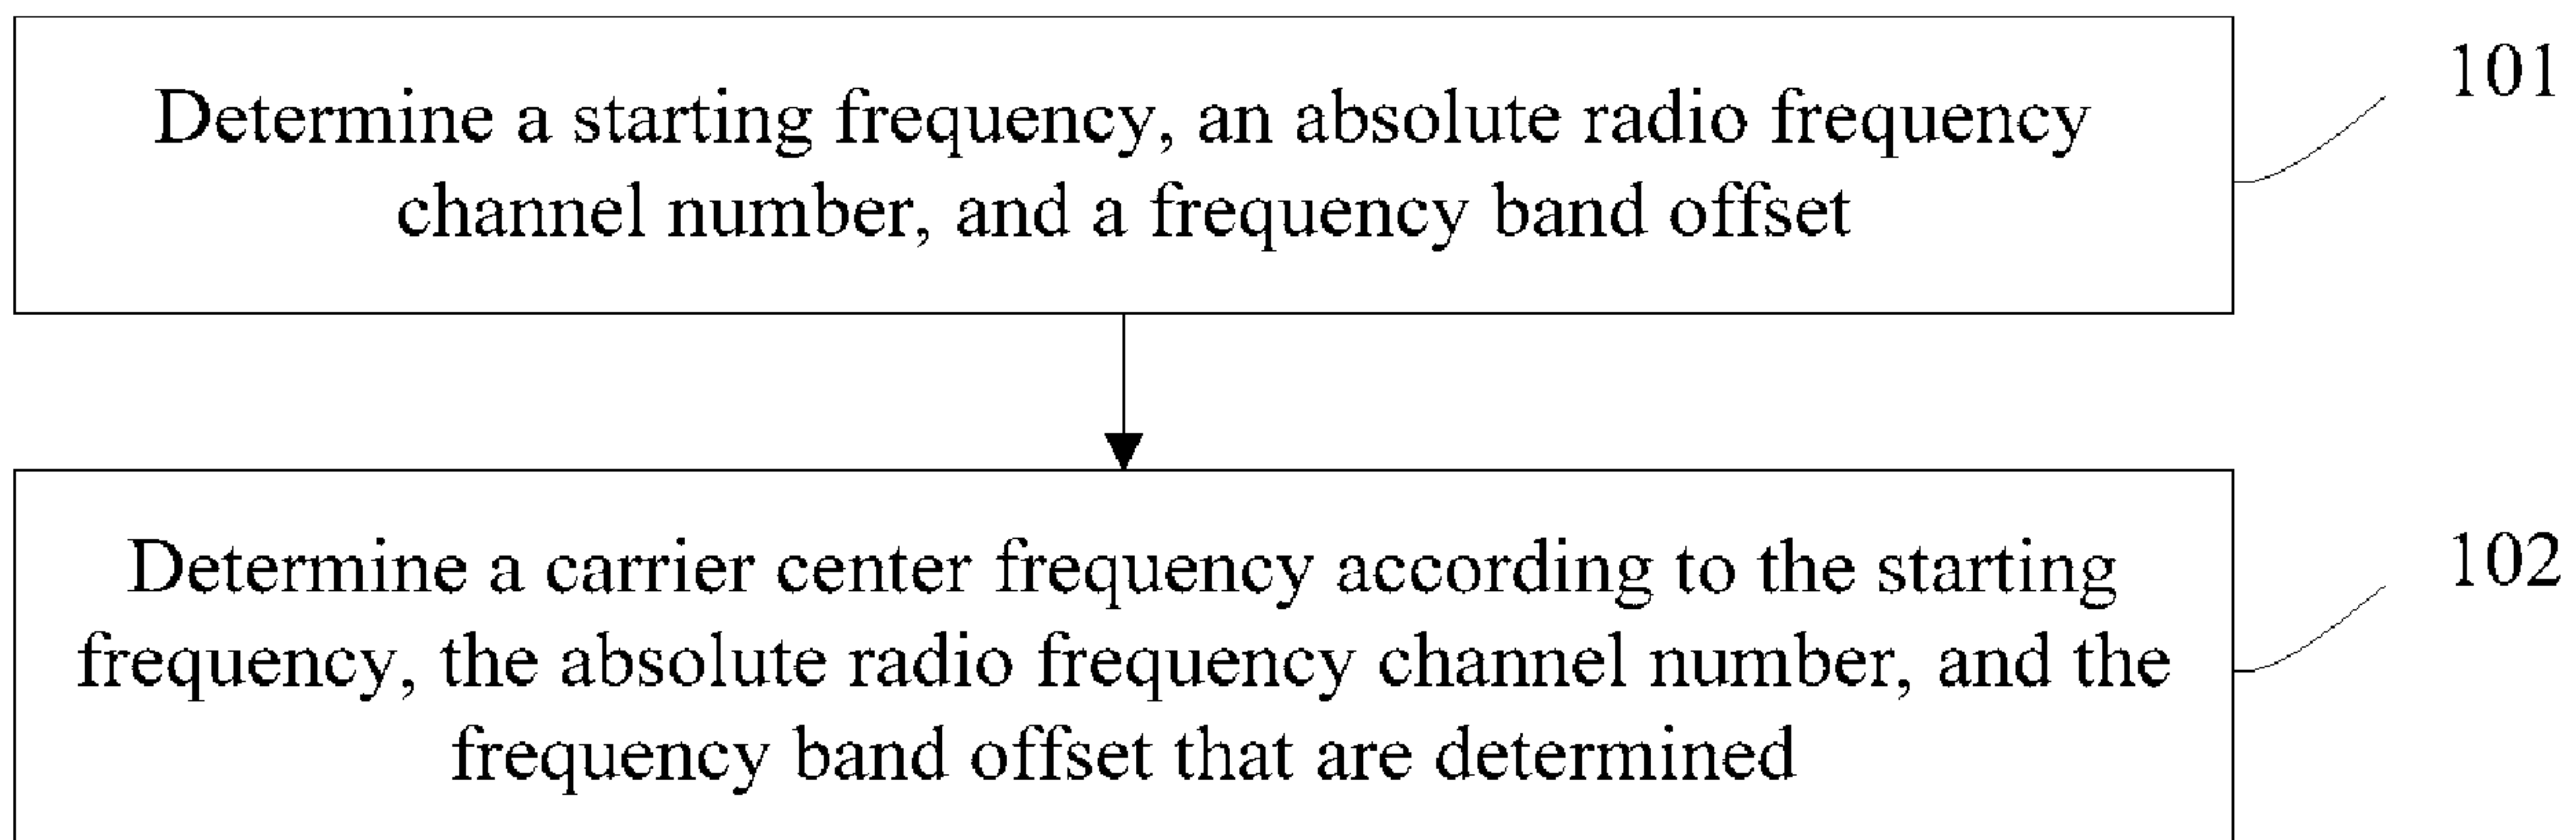 Determine a starting frequency, an absolute radio frequency
channel number, and a frequency band offset
101
Determine a carrier center frequency according to the starting
frequency, the absolute radio frequency channel number, and the
frequency band offset that are determined
102